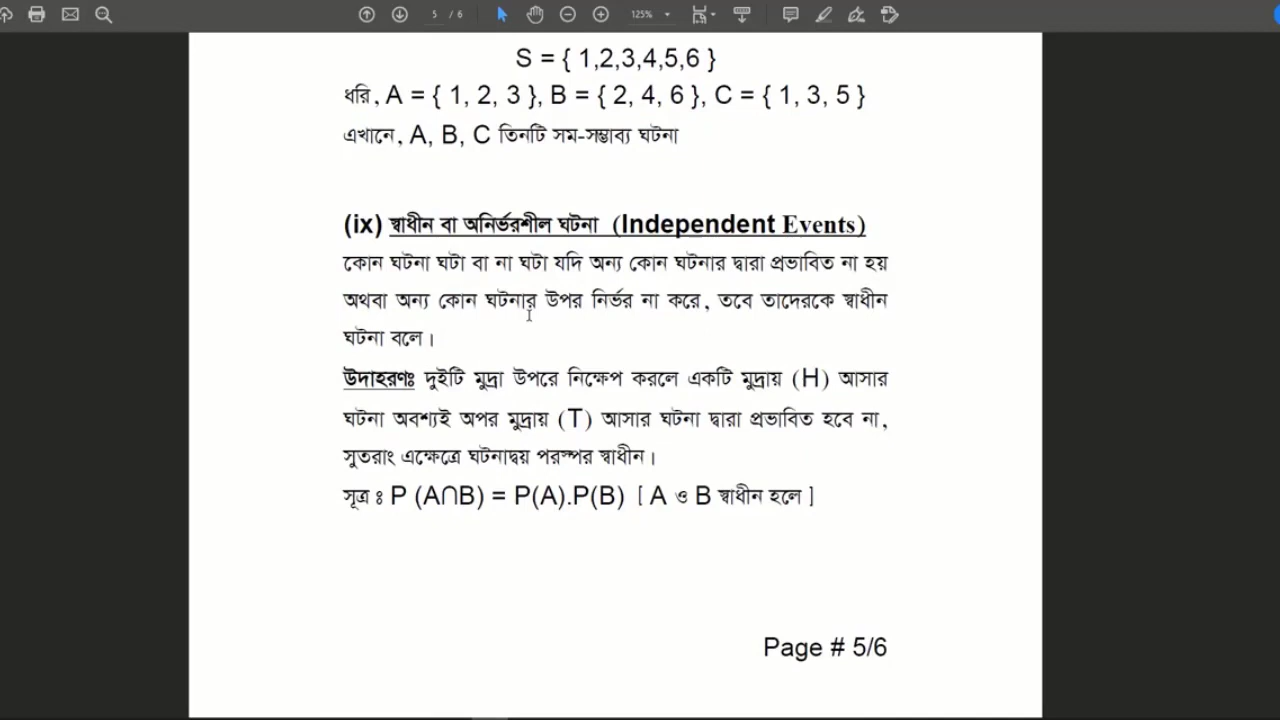 5 / 6 125%
S = { 1,2,3,4,5,6 }
ধরি, A = { 1, 2, 3 }, B = { 2, 4, 6 }, C = { 1, 3, 5 }
এখানে, A, B, C তিনটি সম-সম্ভাব্য ঘটনা
(ix) স্বাধীন বা অনির্ভরশীল ঘটনা (Independent Events)
কোন ঘটনা ঘটা বা না ঘটা যদি অন্য কোন ঘটনার দ্বারা প্রভাবিত না হয়
অথবা অন্য কোন ঘটনার উপর নির্ভর না করে, তবে তাদেরকে স্বাধীন
ঘটনা বলে।
উদাহরণঃ দুইটি মুদ্রা উপরে নিক্ষেপ করলে একটি মুদ্রায় (H) আসার
ঘটনা অবশ্যই অপর মুদ্রায় (T) আসার ঘটনা দ্বারা প্রভাবিত হবে না,
সুতরাং এক্ষেত্রে ঘটনাদ্বয় পরস্পর স্বাধীন।
সূত্র ঃ P (A∩B) = P(A).P(B) [ A ও B স্বাধীন হলে ]
Page # 5/6